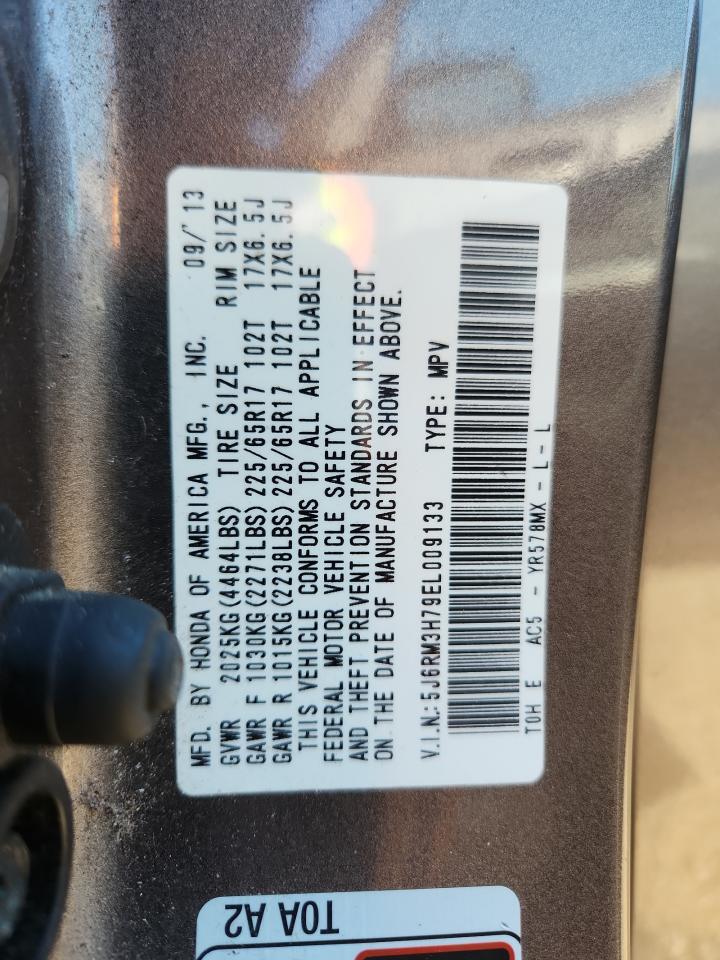 MFD. BY HONDA OF AMERICA MFG., INC. 09/'13
GVWR 2025KG(4464LBS) TIRE SIZE RIM SIZE
GAWR F 1030KG(2271LBS) 225/65R17 102T 17X6.5J
GAWR R 1015KG(2238LBS) 225/65R17 102T 17X6.5J
THIS VEHICLE CONFORMS TO ALL APPLICABLE
FEDERAL MOTOR VEHICLE SAFETY
AND THEFT PREVENTION STANDARDS IN EFFECT
ON THE DATE OF MANUFACTURE SHOWN ABOVE.
V.I.N.: 5J6RM3H79EL009133 TYPE: MPV
T0H E AC5 - YR578MX - L - L
T0A A2